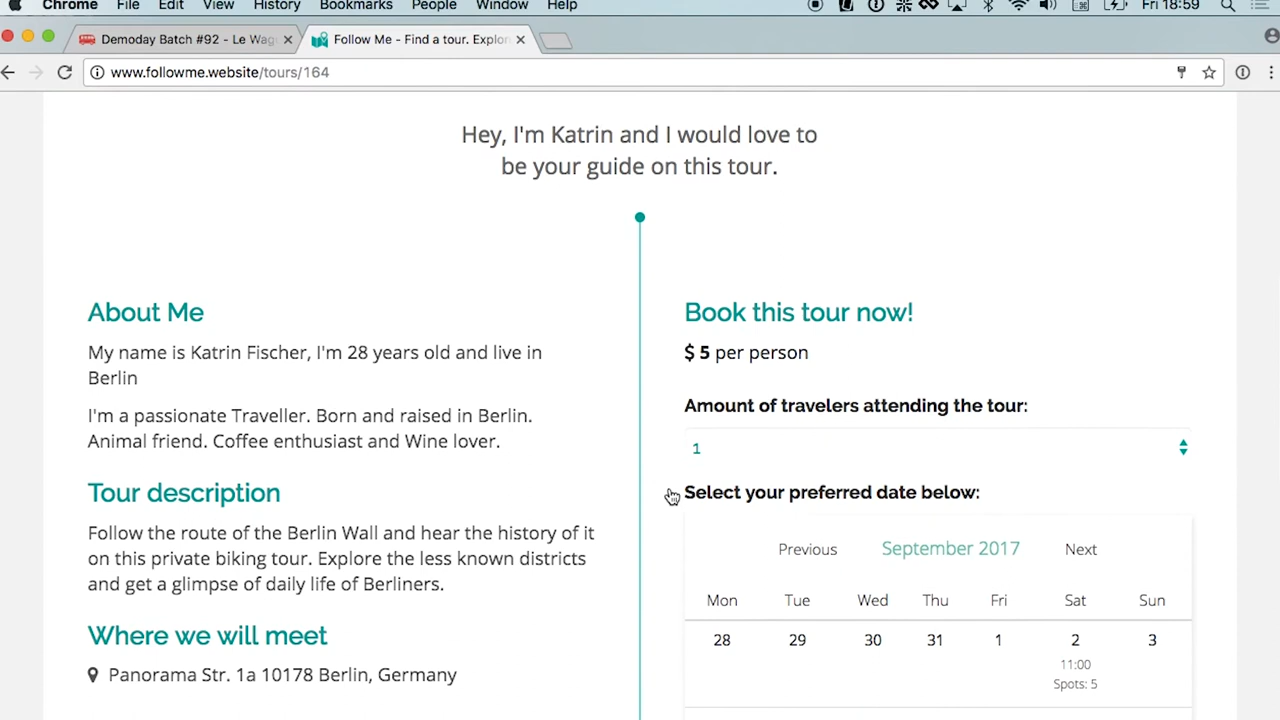 Chrome File Edit View History Bookmarks People Window Help Fri 18:59
Demoday Batch #92 - Le Wag
Follow Me - Find a tour. Explor
www.followme.website/tours/164
Hey, I'm Katrin and I would love to
be your guide on this tour.
About Me
My name is Katrin Fischer, I'm 28 years old and live in
Berlin
I'm a passionate Traveller. Born and raised in Berlin.
Animal friend. Coffee enthusiast and Wine lover.
Tour description
Follow the route of the Berlin Wall and hear the history of it
on this private biking tour. Explore the less known districts
and get a glimpse of daily life of Berliners.
Where we will meet
Panorama Str. 1a 10178 Berlin, Germany
Book this tour now!
$ 5 per person
Amount of travelers attending the tour:
1
Select your preferred date below:
Previous September 2017 Next
Mon Tue Wed Thu Fri Sat Sun
28 29 30 31 1 2 3
11:00
Spots: 5